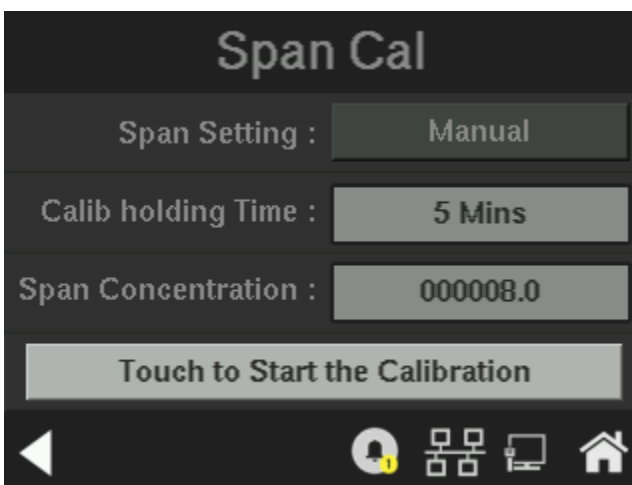 Span Cal
Span Setting : Manual
Calib holding Time : 5 Mins
Span Concentration : 000008.0
Touch to Start the Calibration
1